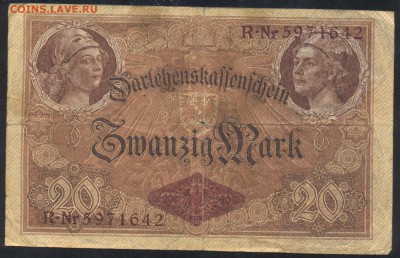 COINS.LAVE.RU
R·Nr 5971642
Darlehenskassenschein
Zwanzig Mark
20
20
R·Nr 5971642